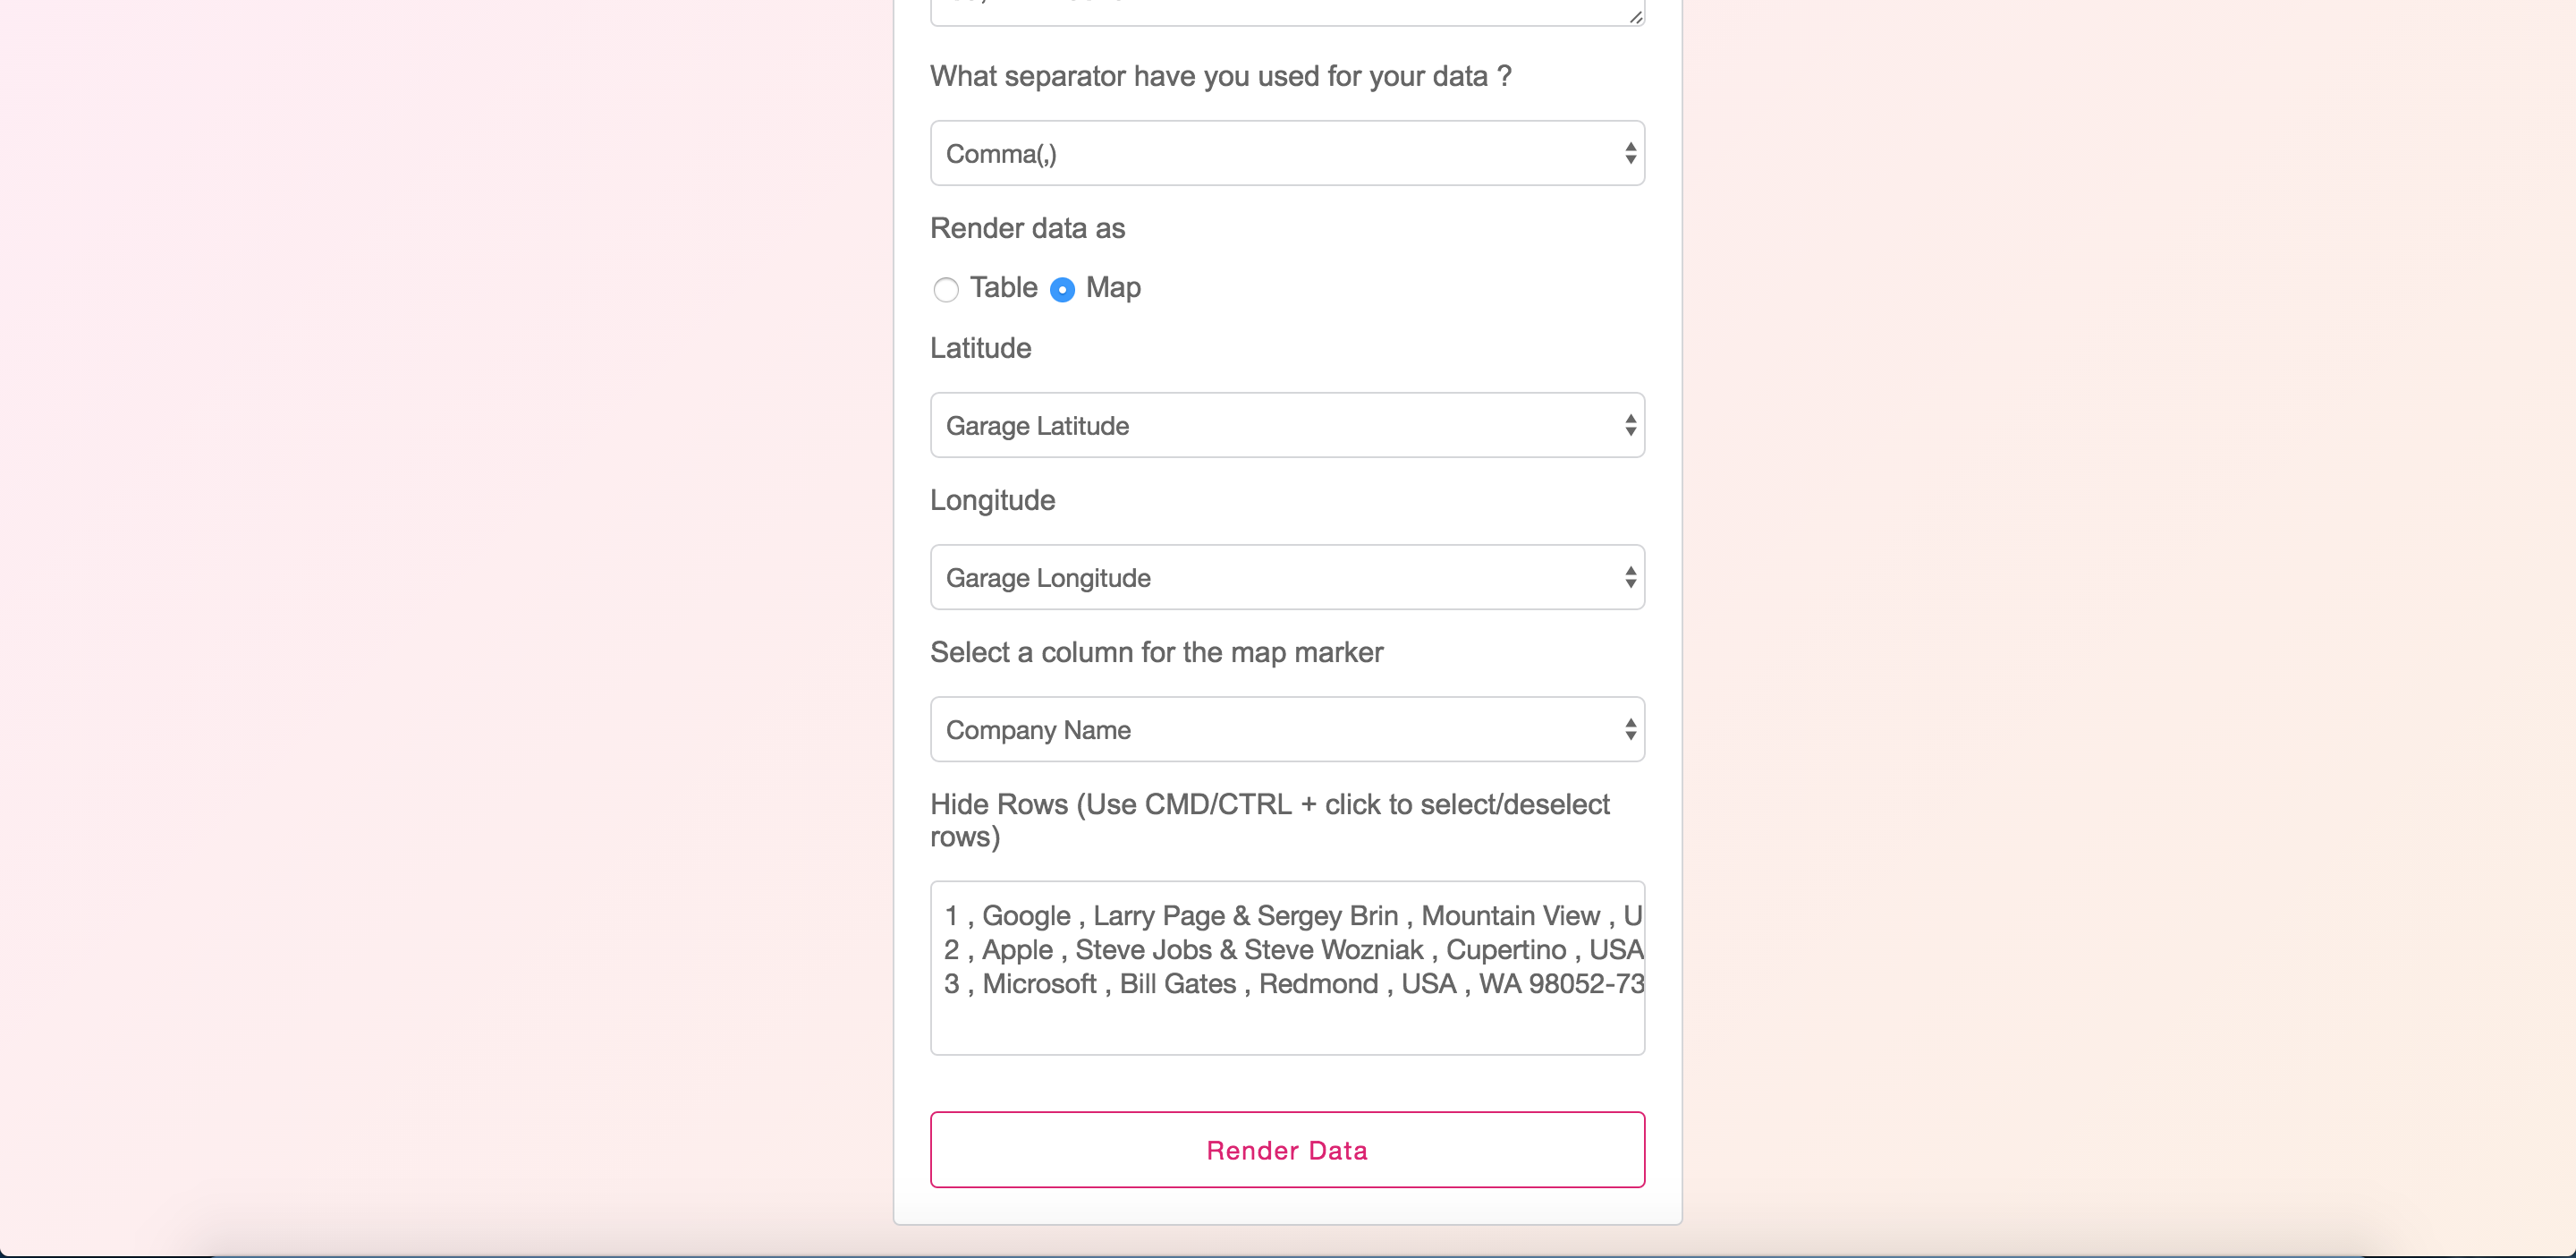 What separator have you used for your data ?
Comma(,)
Render data as
Table Map
Latitude
Garage Latitude
Longitude
Garage Longitude
Select a column for the map marker
Company Name
Hide Rows (Use CMD/CTRL + click to select/deselect
rows)
1 , Google , Larry Page & Sergey Brin , Mountain View , U
2 , Apple , Steve Jobs & Steve Wozniak , Cupertino , USA
3 , Microsoft , Bill Gates , Redmond , USA , WA 98052-73
Render Data